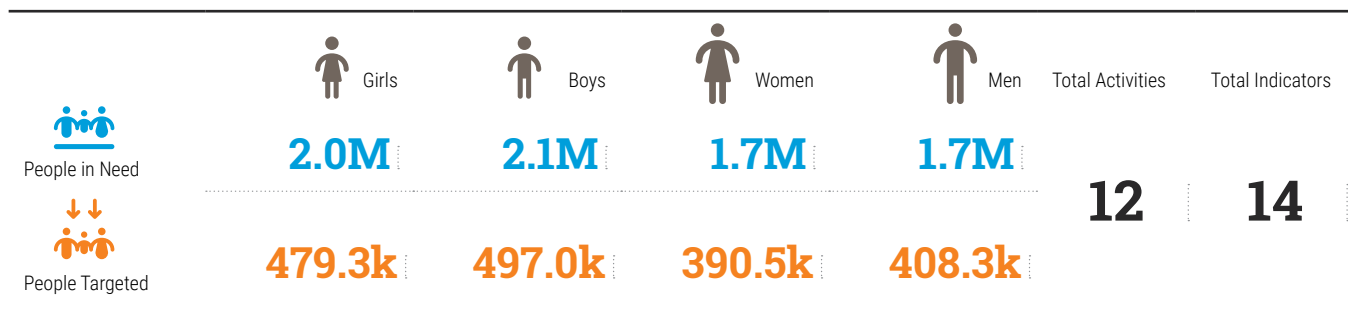 Girls Boys Women Men Total Activities Total Indicators
People in Need 2.0M 2.1M 1.7M 1.7M
12 14
People Targeted 479.3k 497.0k 390.5k 408.3k